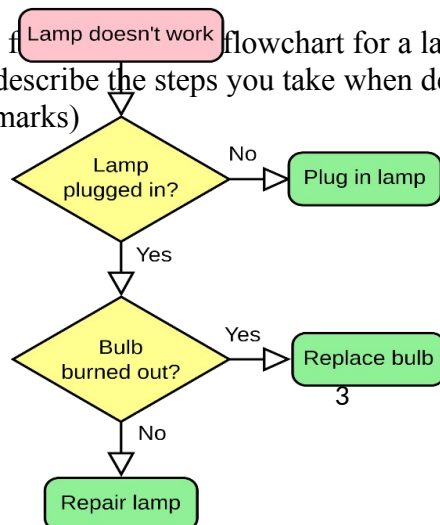 Lamp doesn't work
flowchart for a la
describe the steps you take when do
marks)
Lamp
plugged in?
No
Plug in lamp
Yes
Bulb
burned out?
Yes
Replace bulb
3
No
Repair lamp